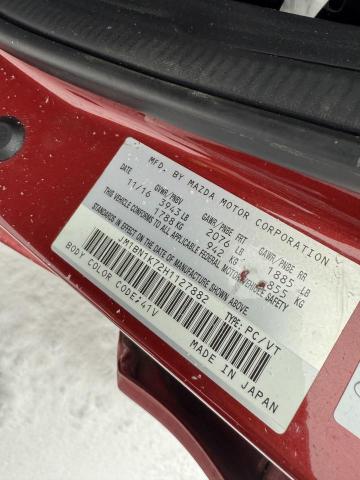 MFD. BY MAZDA MOTOR CORPORATION
11/16 GVWR/PNBV GAWR/PNBE FRT GAWR/PNBE RR
DATE 3943 LB 2076 LB 1885 LB
1788 KG 942 KG 855 KG
THIS VEHICLE CONFORMS TO ALL APPLICABLE FEDERAL MOTOR VEHICLE SAFETY
STANDARDS IN EFFECT ON THE DATE OF MANUFACTURE SHOWN ABOVE.
JM1BN1K72H1127882 TYPE:PC/VT
BODY COLOR CODE:41V MADE IN JAPAN